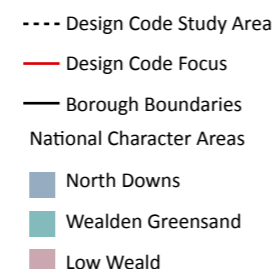 Design Code Study Area
Design Code Focus
Borough Boundaries
National Character Areas
North Downs
Wealden Greensand
Low Weald